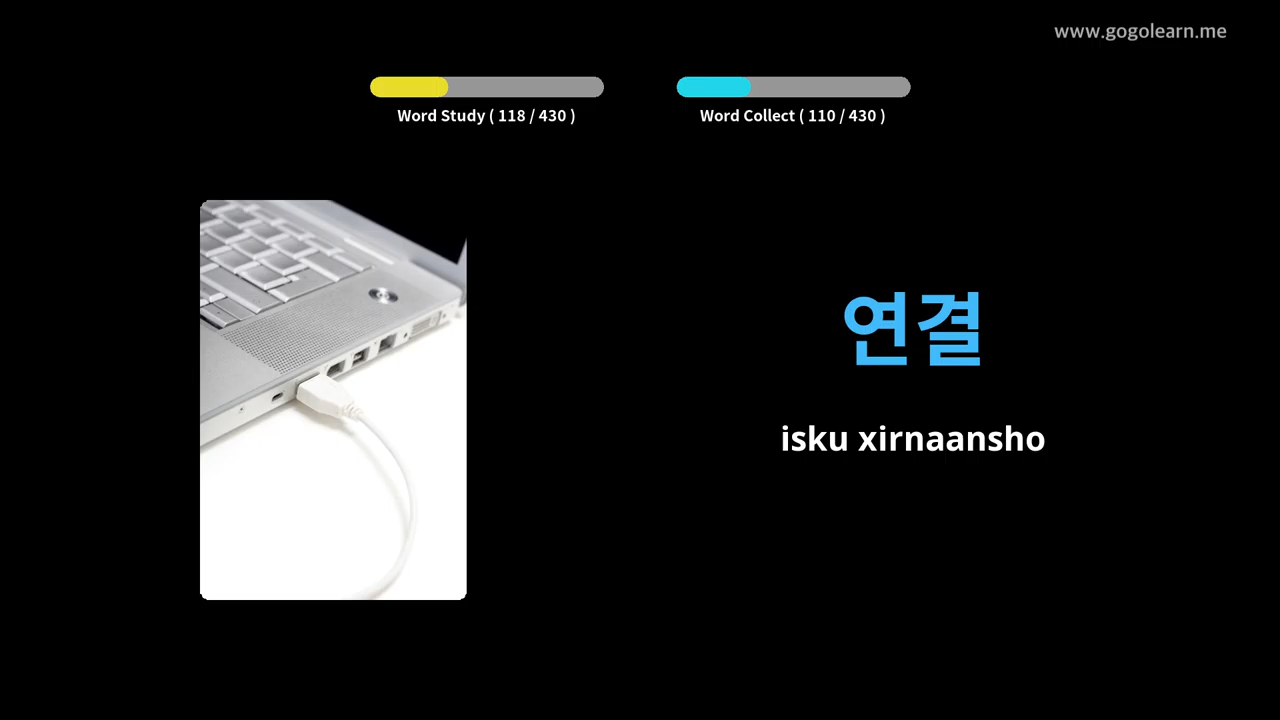 www.gogolearn.me
Word Study ( 118 / 430 )
Word Collect ( 110 / 430 )
연결
isku xirnaansho